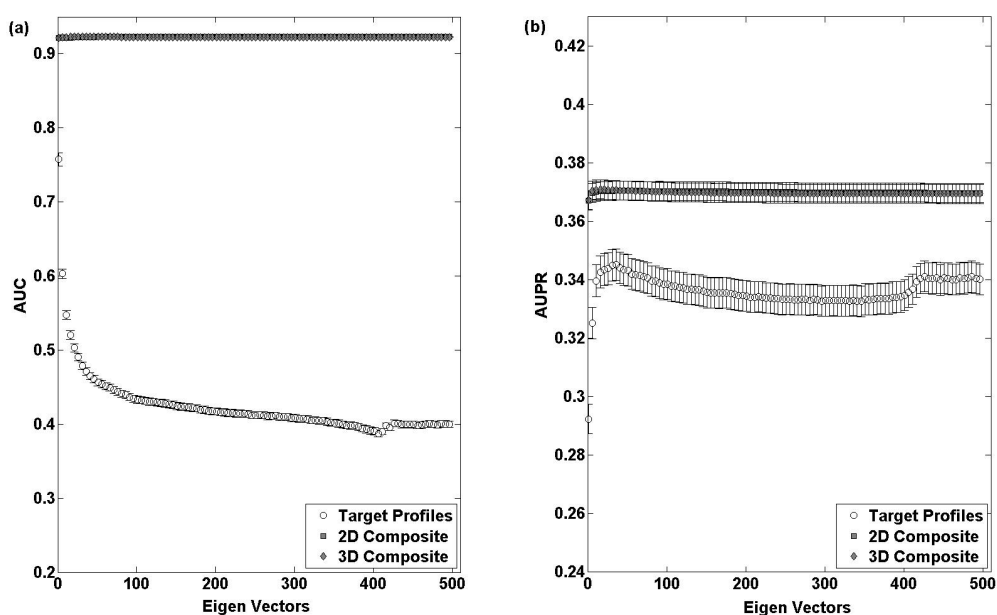 (a)
0.9
0.8
0.7
0.6
0.5
0.4
0.3
0.2
AUC
0 100 200 300 400 500
Eigen Vectors
Target Profiles
2D Composite
3D Composite
(b)
0.42
0.4
0.38
0.36
0.34
0.32
0.3
0.28
0.26
0.24
AUPR
0 100 200 300 400 500
Eigen Vectors
Target Profiles
2D Composite
3D Composite